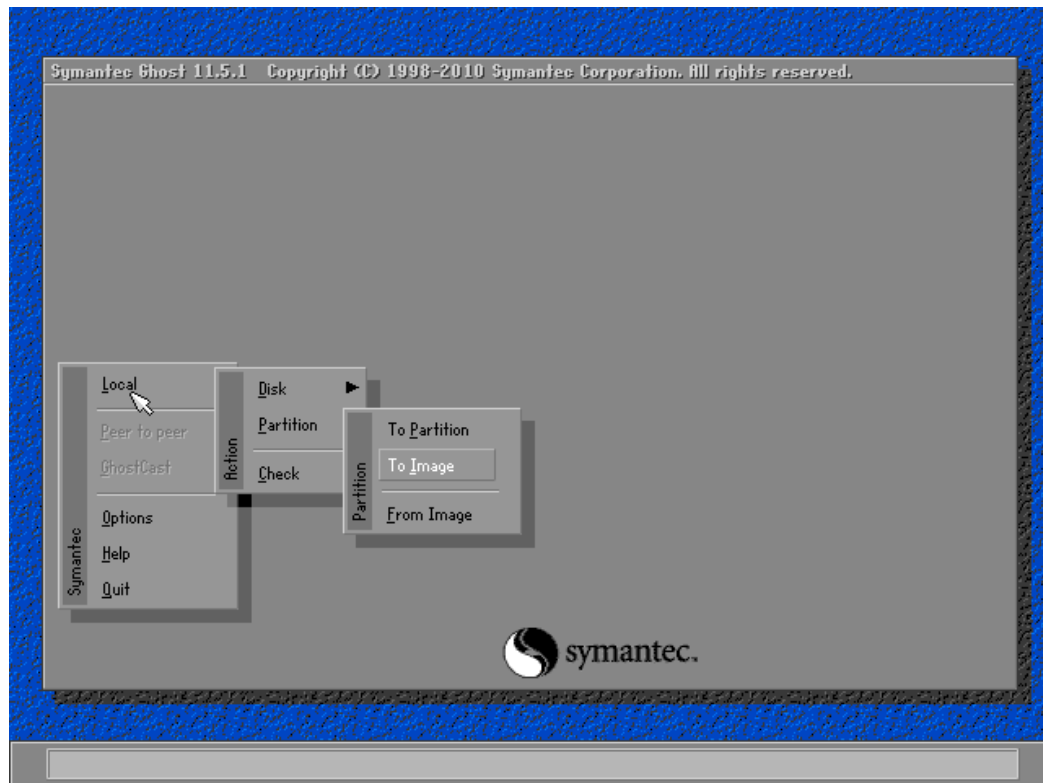 Symantec Ghost 11.5.1 Copyright (C) 1998-2010 Symantec Corporation. All rights reserved.
Local
Peer to peer
GhostCast
Options
Help
Quit
Symantec
Disk
Partition
Check
Action
To Partition
To Image
From Image
Partition
symantec.